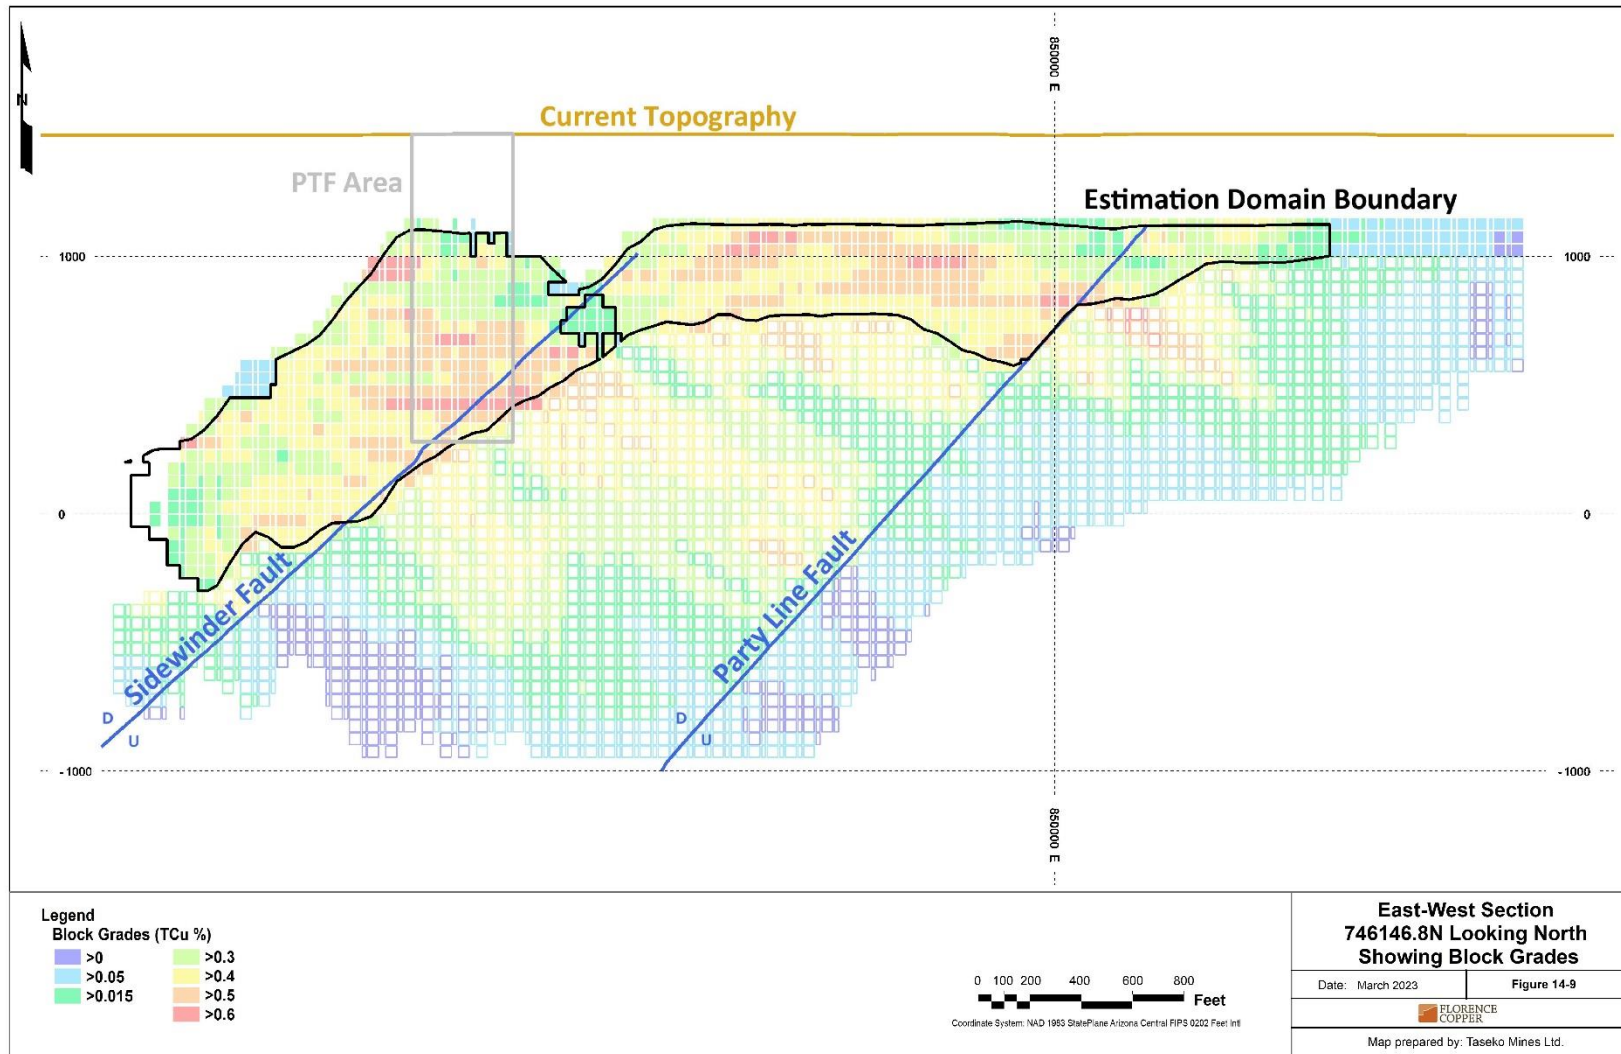 N
850000 E
Current Topography
PTF Area
Estimation Domain Boundary
1000
1000
0
0
Sidewinder Fault
Party Line Fault
D
U
D
U
-1000
-1000
850000 E
Legend
Block Grades (TCu %)
>0
>0.05
>0.015
>0.3
>0.4
>0.5
>0.6
0 100 200 400 600 800
Feet
Coordinate System: NAD 1983 StatePlane Arizona Central FIPS 0202 Feet Intl
East-West Section
746146.8N Looking North
Showing Block Grades
Date: March 2023
Figure 14-9
FLORENCE
COPPER
Map prepared by: Taseko Mines Ltd.